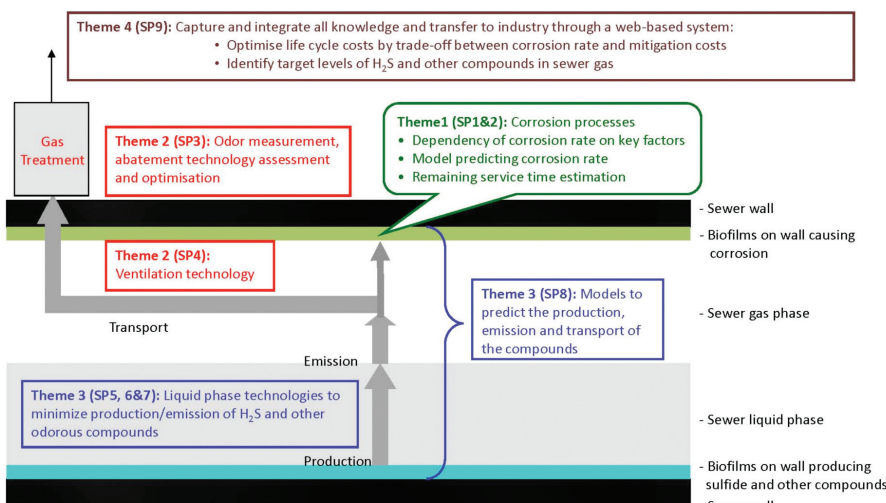 Theme 4 (SP9): Capture and integrate all knowledge and transfer to industry through a web-based system:
• Optimise life cycle costs by trade-off between corrosion rate and mitigation costs
• Identify target levels of H₂S and other compounds in sewer gas
Gas
Treatment
Theme 2 (SP3): Odor measurement,
abatement technology assessment
and optimisation
Theme1 (SP1&2): Corrosion processes
• Dependency of corrosion rate on key factors
• Model predicting corrosion rate
• Remaining service time estimation
- Sewer wall
- Biofilms on wall causing
corrosion
Theme 2 (SP4):
Ventilation technology
Theme 3 (SP8): Models to
predict the production,
emission and transport of
the compounds
- Sewer gas phase
Transport
Emission
Theme 3 (SP5, 6&7): Liquid phase technologies to
minimize production/emission of H₂S and other
odorous compounds
- Sewer liquid phase
Production
- Biofilms on wall producing
sulfide and other compounds